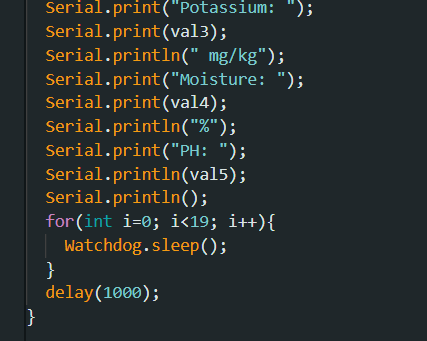 Serial.print("Potassium: ");
Serial.print(val3);
Serial.println(" mg/kg");
Serial.print("Moisture: ");
Serial.print(val4);
Serial.println("%");
Serial.print("PH: ");
Serial.println(val5);
Serial.println();
for(int i=0; i<19; i++){
Watchdog.sleep();
}
delay(1000);
}